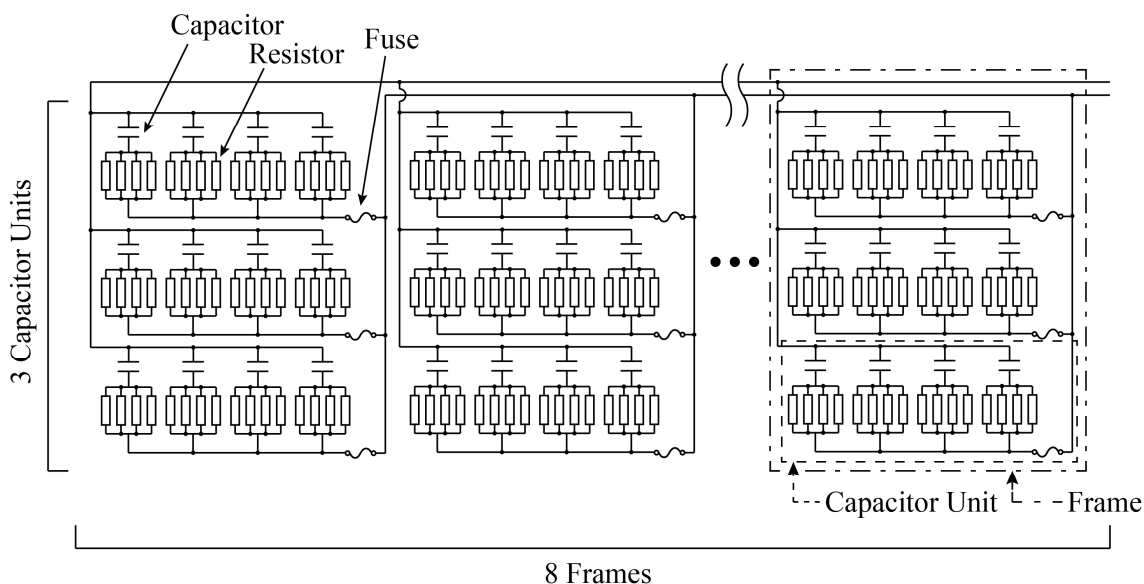 Capacitor
Resistor
Fuse
3 Capacitor Units
Capacitor Unit
Frame
8 Frames